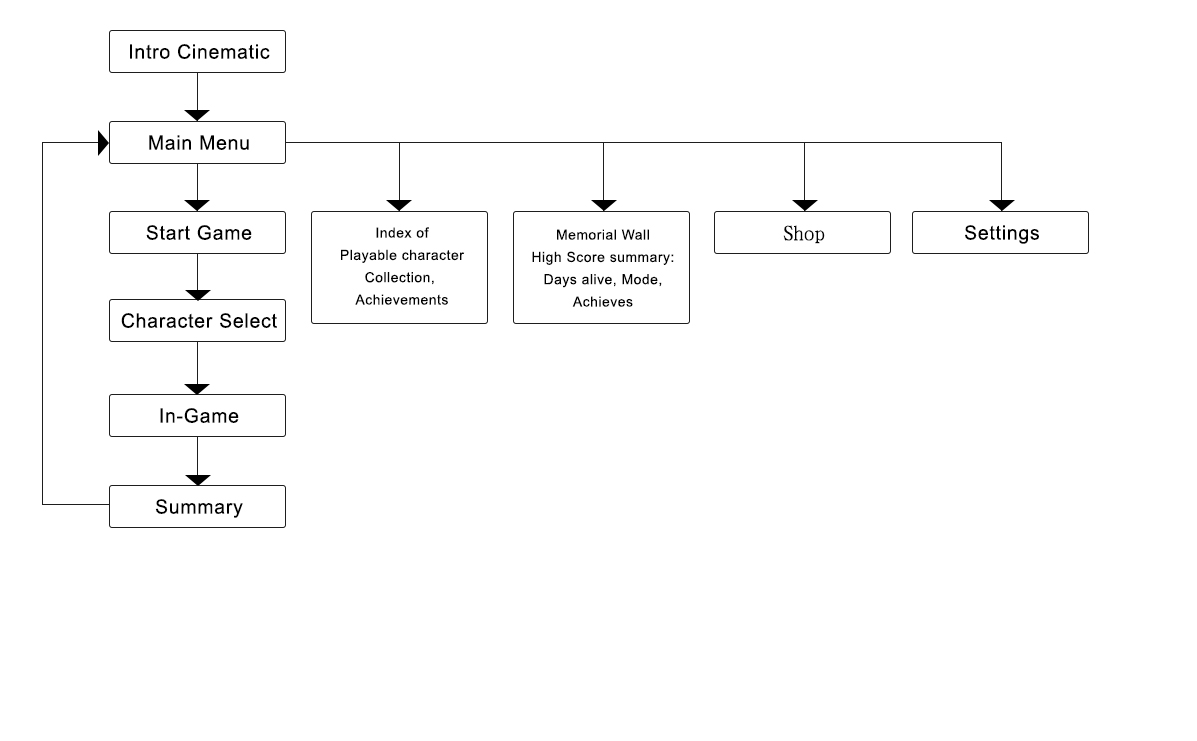 Intro Cinematic
Main Menu
Start Game
Index of
Playable character
Collection,
Achievements
Memorial Wall
High Score summary:
Days alive, Mode,
Achieves
Shop
Settings
Character Select
In-Game
Summary